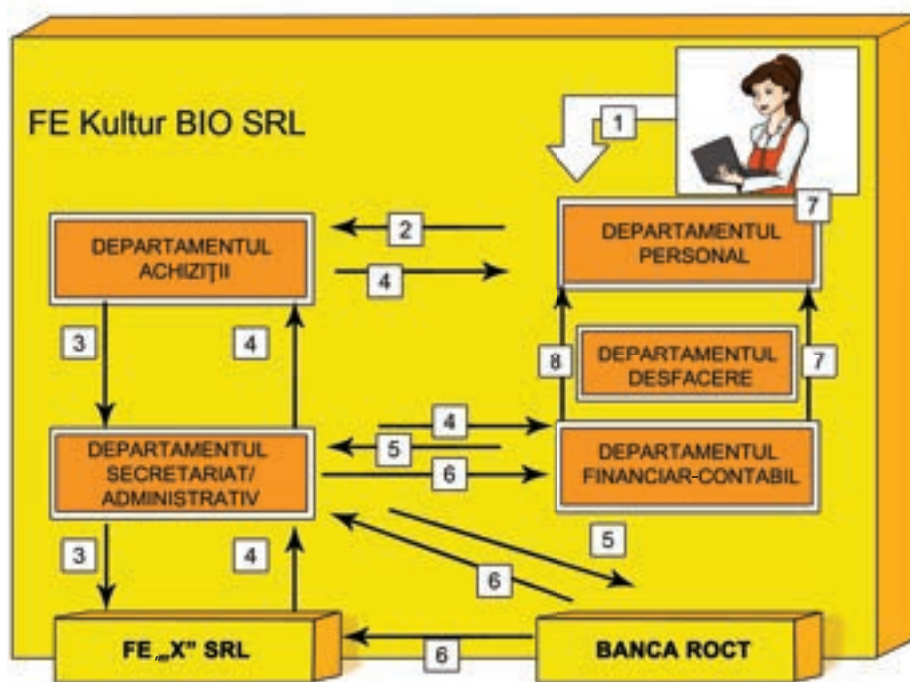 FE Kultur BIO SRL
1
7
DEPARTAMENTUL
ACHIZIŢII
2
4
DEPARTAMENTUL
PERSONAL
3
4
8
DEPARTAMENTUL
DESFACERE
7
DEPARTAMENTUL
SECRETARIAT/
ADMINISTRATIV
4
5
6
DEPARTAMENTUL
FINANCIAR-CONTABIL
3
4
5
6
FE „X” SRL
6
BANCA ROCT